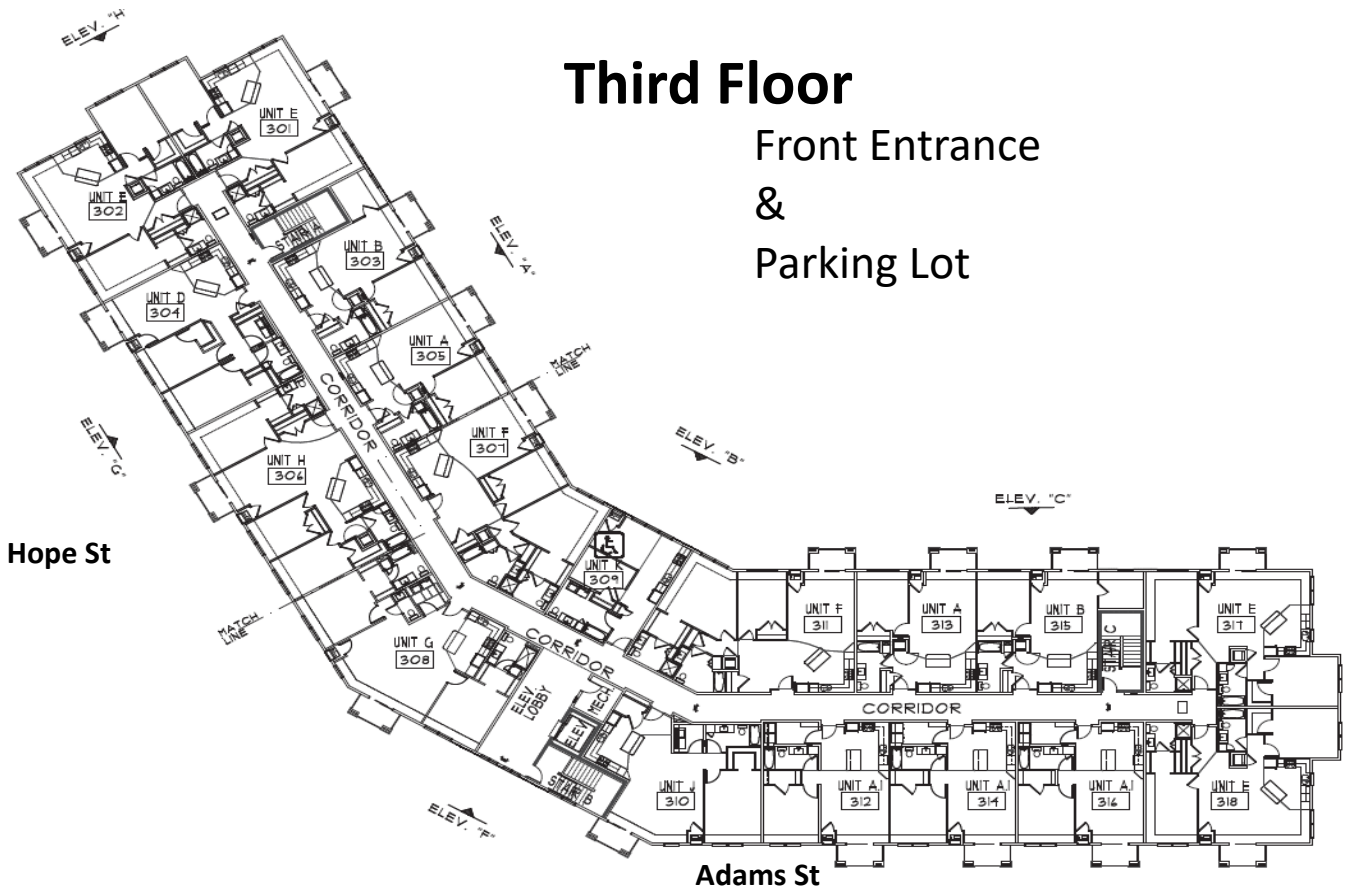 ELEV. "H"
Third Floor
Front Entrance
&
Parking Lot
UNIT E
301
UNIT E
302
STAIR A
UNIT B
303
ELEV. "A"
UNIT D
304
UNIT A
305
MATCH
LINE
CORRIDOR
ELEV. "G"
UNIT F
307
ELEV. "B"
UNIT H
306
ELEV. "C"
Hope St
UNIT K
309
MATCH
LINE
UNIT G
308
CORRIDOR
UNIT F
311
UNIT A
313
UNIT B
315
STAIR C
UNIT E
317
ELEV
LOBBY
MECH
ELEV
CORRIDOR
STAIR B
UNIT J
310
UNIT A.1
312
UNIT A.1
314
UNIT A.1
316
UNIT E
318
ELEV. "F"
Adams St